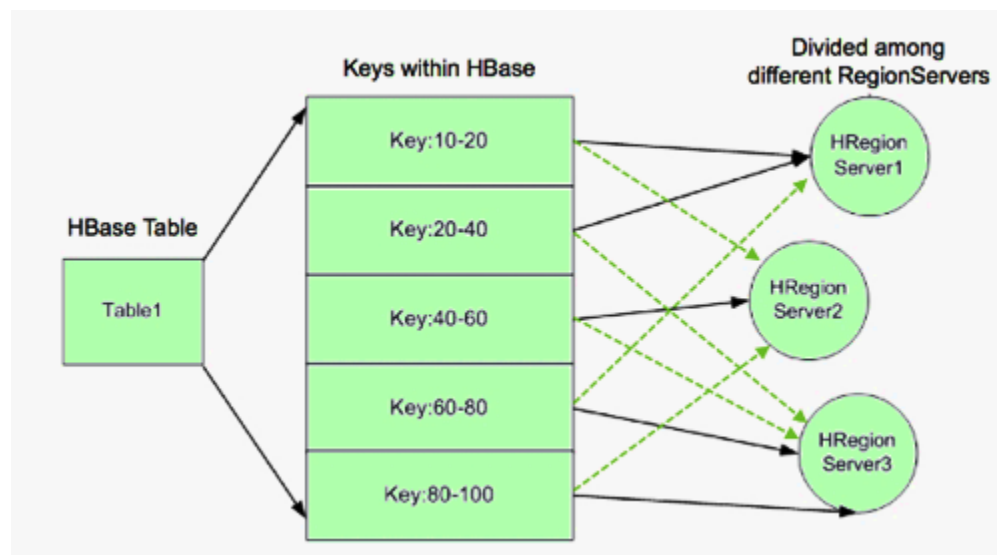 Divided among
different RegionServers
Keys within HBase
Key:10-20
HRegion
Server1
HBase Table
Key:20-40
Table1
Key:40-60
HRegion
Server2
Key:60-80
HRegion
Server3
Key:80-100